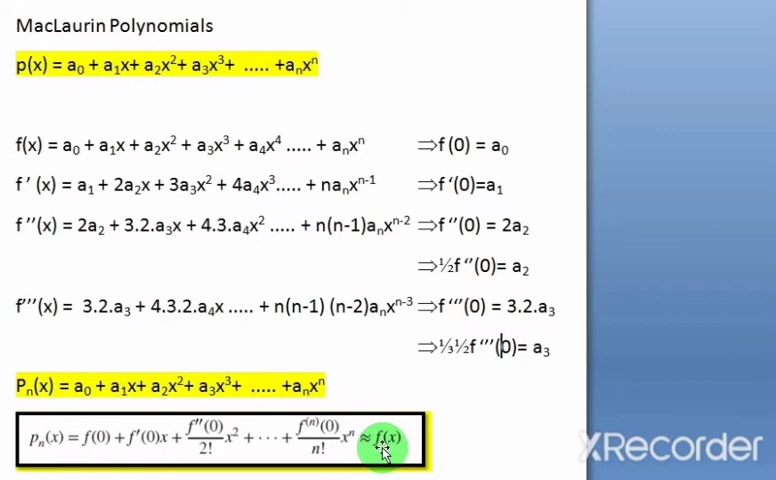 MacLaurin Polynomials
p(x) = a₀ + a₁x+ a₂x²+ a₃x³+ ..... +aₙxⁿ
f(x) = a₀ + a₁x + a₂x² + a₃x³ + a₄x⁴ ..... + aₙxⁿ ⇒f (0) = a₀
f ′ (x) = a₁ + 2a₂x + 3a₃x² + 4a₄x³..... + naₙxⁿ⁻¹ ⇒f ′(0)=a₁
f ′′(x) = 2a₂ + 3.2.a₃x + 4.3.a₄x² ..... + n(n-1)aₙxⁿ⁻² ⇒f ′′(0) = 2a₂
⇒½f ′′(0)= a₂
f′′′(x) = 3.2.a₃ + 4.3.2.a₄x ..... + n(n-1) (n-2)aₙxⁿ⁻³ ⇒f ′′′(0) = 3.2.a₃
⇒⅓½f ′′′(0)= a₃
Pₙ(x) = a₀ + a₁x+ a₂x²+ a₃x³+ ..... +aₙxⁿ
pₙ(x) = f(0) + f′(0)x + f′′(0)/2! x² + ··· + f⁽ⁿ⁾(0)/n! xⁿ ≈ f(x)
XRecorder